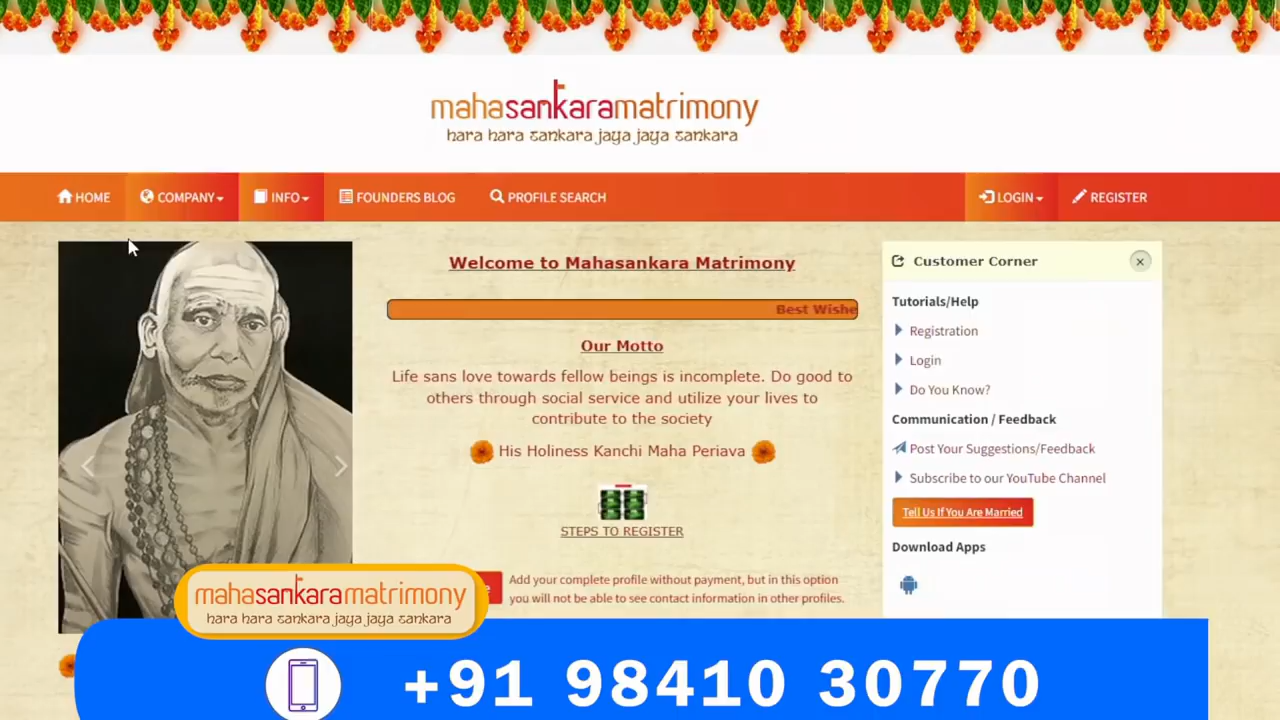 mahasankaramatrimony
hara hara sankara jaya jaya sankara
HOME
COMPANY
INFO
FOUNDERS BLOG
PROFILE SEARCH
LOGIN
REGISTER
Welcome to Mahasankara Matrimony
Best Wishe
Our Motto
Life sans love towards fellow beings is incomplete. Do good to
others through social service and utilize your lives to
contribute to the society
His Holiness Kanchi Maha Periava
STEPS TO REGISTER
Add your complete profile without payment, but in this option
you will not be able to see contact information in other profiles.
Customer Corner
Tutorials/Help
Registration
Login
Do You Know?
Communication / Feedback
Post Your Suggestions/Feedback
Subscribe to our YouTube Channel
Tell Us If You Are Married
Download Apps
mahasankaramatrimony
hara hara sankara jaya jaya sankara
+91 98410 30770